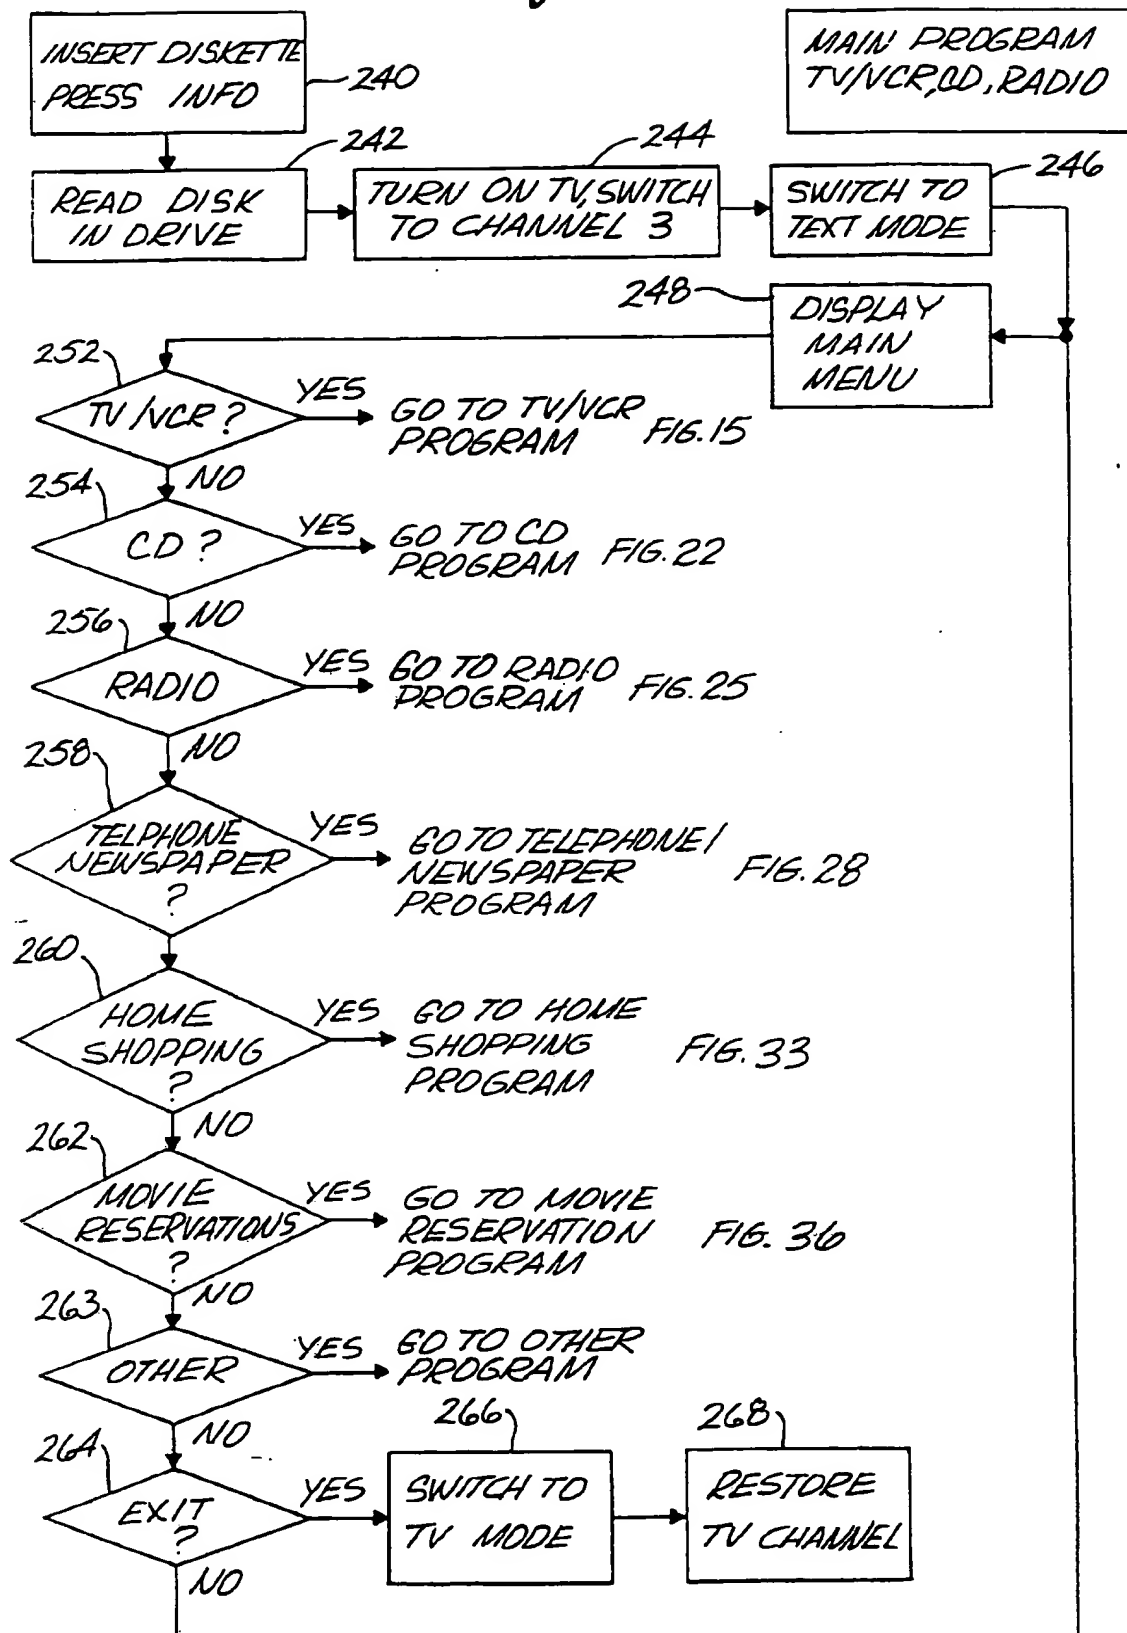 INSERT DISKETTE
PRESS INFO
240
MAIN PROGRAM
TV/VCR, CD, RADIO
242
READ DISK
IN DRIVE
244
TURN ON TV, SWITCH
TO CHANNEL 3
246
SWITCH TO
TEXT MODE
248
DISPLAY
MAIN
MENU
252
TV/VCR?
YES
GO TO TV/VCR
PROGRAM
FIG. 15
NO
254
CD?
YES
GO TO CD
PROGRAM
FIG. 22
NO
256
RADIO
YES
GO TO RADIO
PROGRAM
FIG. 25
NO
258
TELPHONE
NEWSPAPER
?
YES
GO TO TELEPHONE/
NEWSPAPER
PROGRAM
FIG. 28
260
HOME
SHOPPING
?
YES
GO TO HOME
SHOPPING
PROGRAM
FIG. 33
NO
262
MOVIE
RESERVATIONS
?
YES
GO TO MOVIE
RESERVATION
PROGRAM
FIG. 36
NO
263
OTHER
YES
GO TO OTHER
PROGRAM
NO
264
EXIT
?
YES
266
SWITCH TO
TV MODE
268
RESTORE
TV CHANNEL
NO